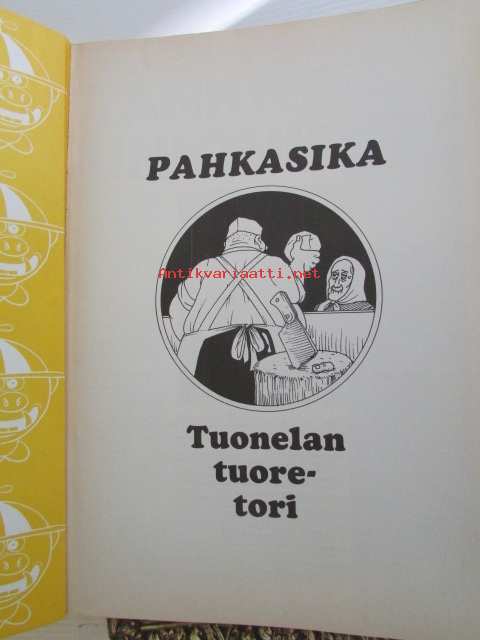 PAHKASIKA
Antikvariaatti.net
Tuonelan
tuore-
tori